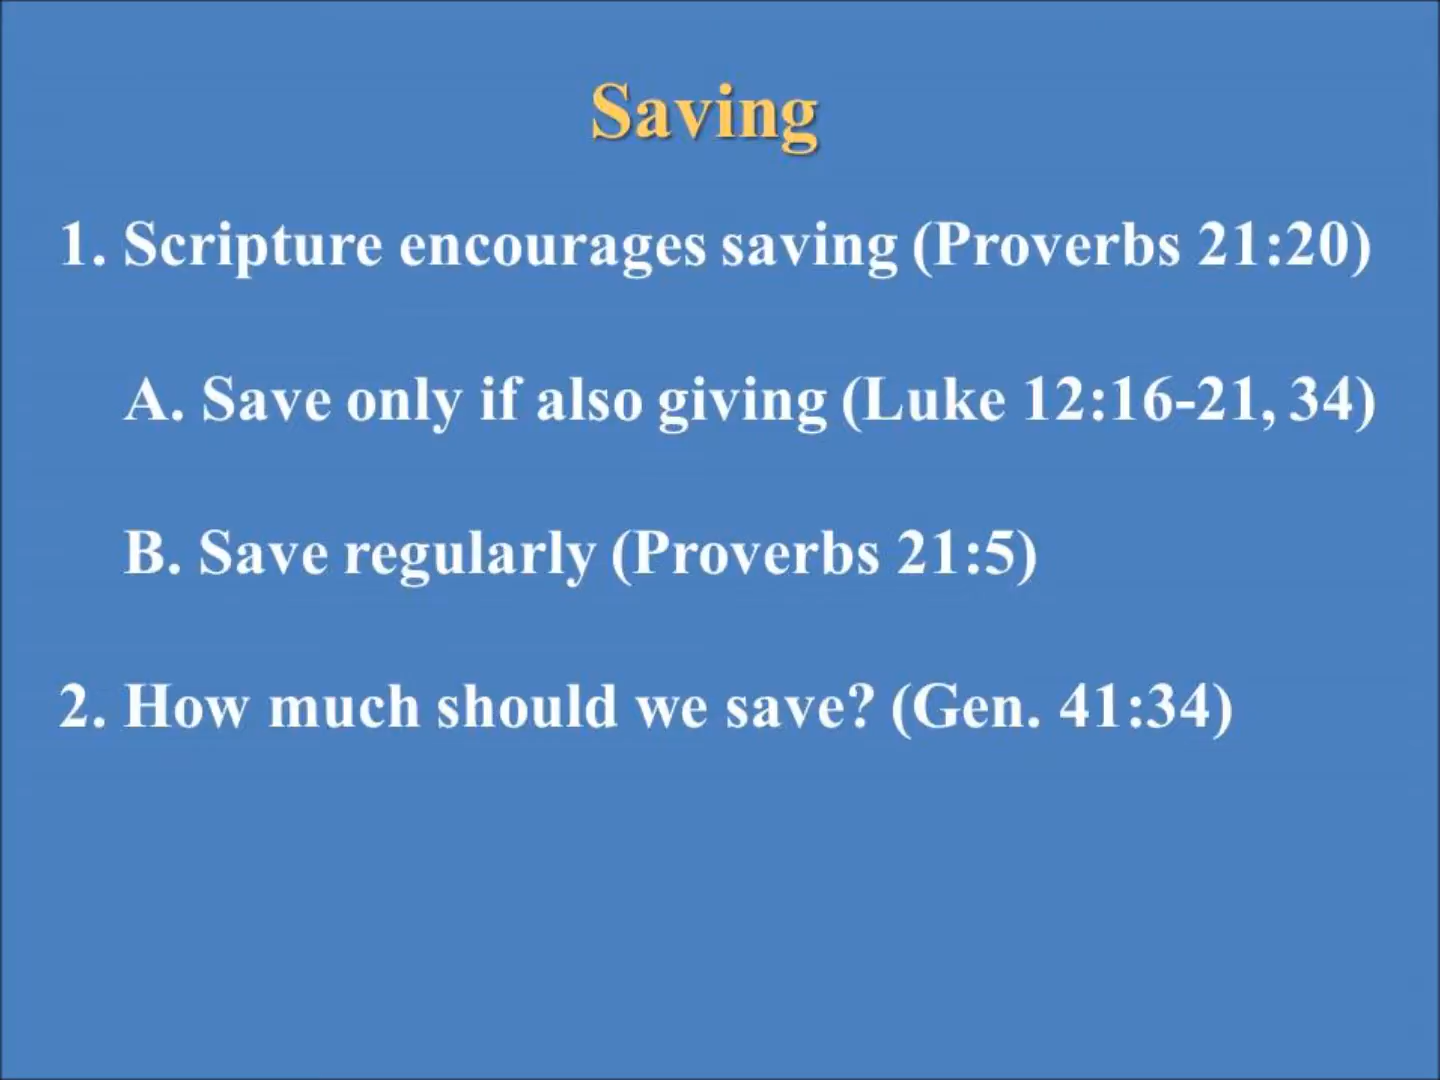 Saving
1. Scripture encourages saving (Proverbs 21:20)
A. Save only if also giving (Luke 12:16-21, 34)
B. Save regularly (Proverbs 21:5)
2. How much should we save? (Gen. 41:34)